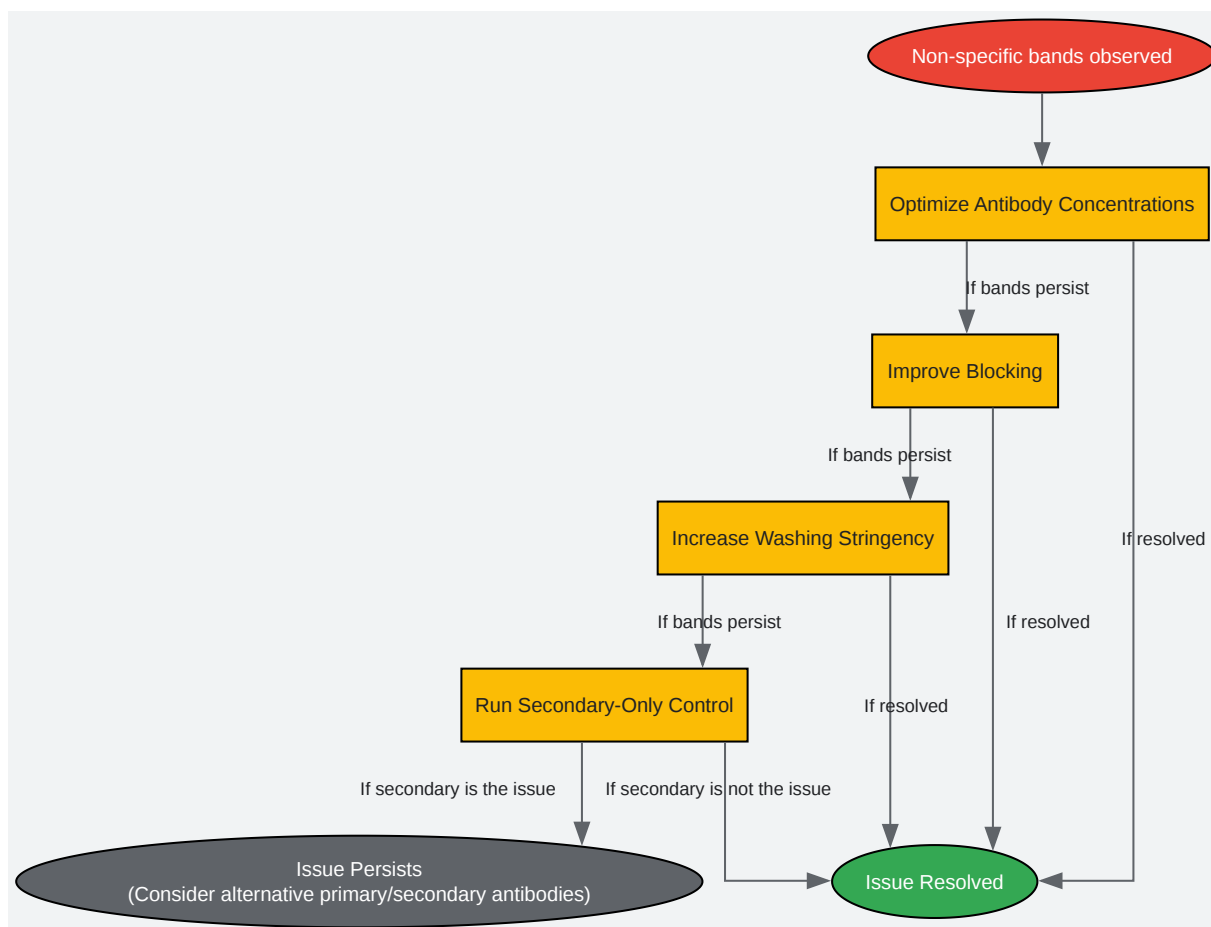 Non-specific bands observed
Optimize Antibody Concentrations
If bands persist
Improve Blocking
If bands persist
Increase Washing Stringency
If resolved
If bands persist
If resolved
Run Secondary-Only Control
If resolved
If secondary is the issue
If secondary is not the issue
Issue Persists
(Consider alternative primary/secondary antibodies)
Issue Resolved